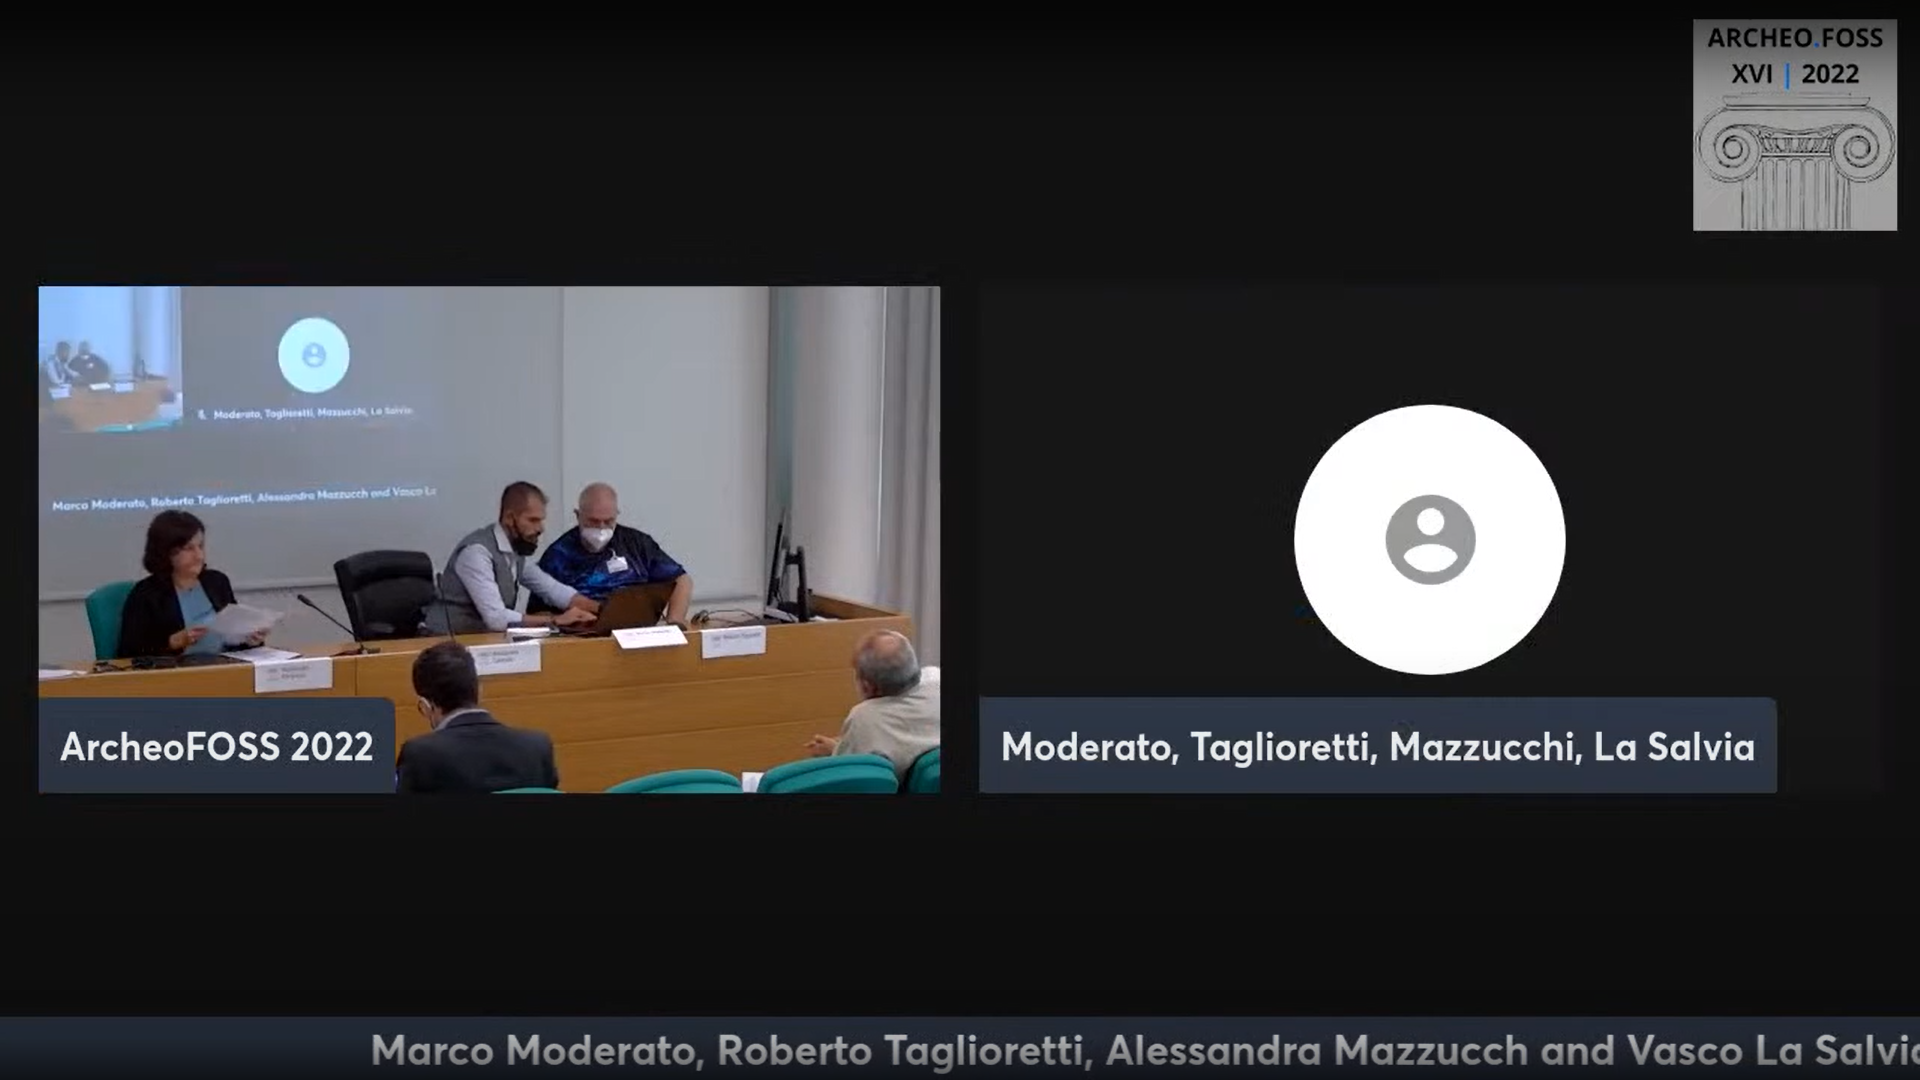 ARCHEO.FOSS
XVI | 2022
Moderato, Taglioretti, Mazzucchi, La Salvia
Marco Moderato, Roberto Taglioretti, Alessandra Mazzucch and Vasco La
ArcheoFOSS 2022
Moderato, Taglioretti, Mazzucchi, La Salvia
Marco Moderato, Roberto Taglioretti, Alessandra Mazzucch and Vasco La Salvia